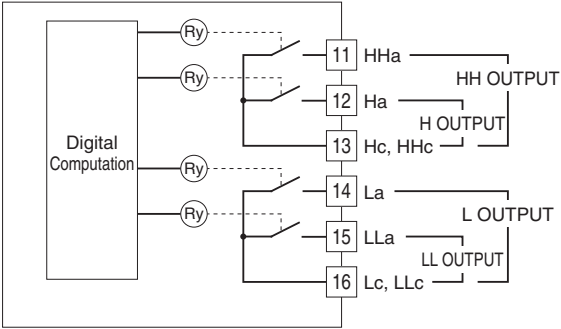 Ry
11 HHa
HH OUTPUT
Ry
12 Ha
H OUTPUT
Digital
Computation
13 Hc, HHc
Ry
14 La
L OUTPUT
Ry
15 LLa
LL OUTPUT
16 Lc, LLc